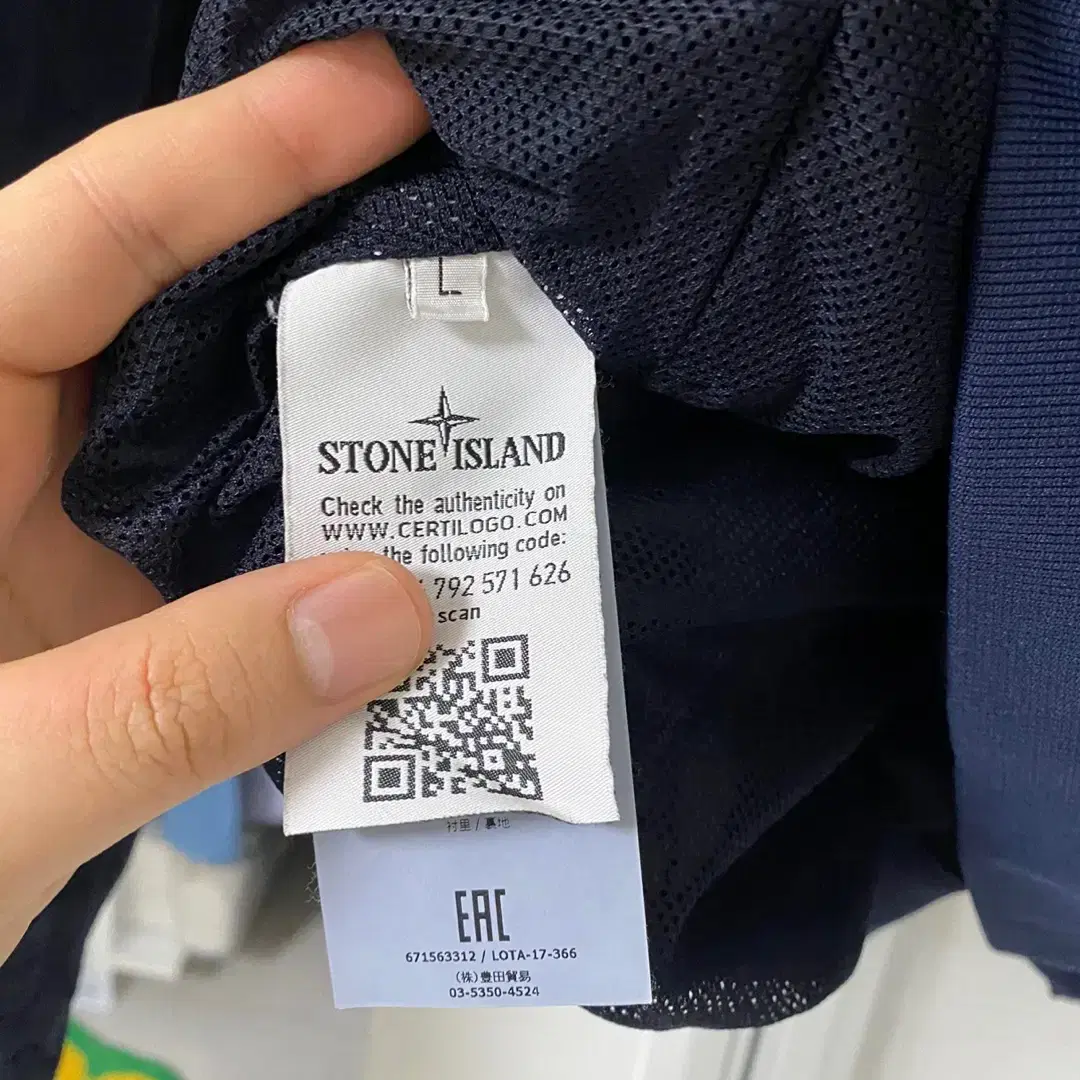 L
STONE ISLAND
Check the authenticity on
WWW.CERTILOGO.COM
the following code:
792 571 626
scan
衬里 / 裏地
EAC
671563312 / LOTA-17-366
(株)豊田貿易
03-5350-4524